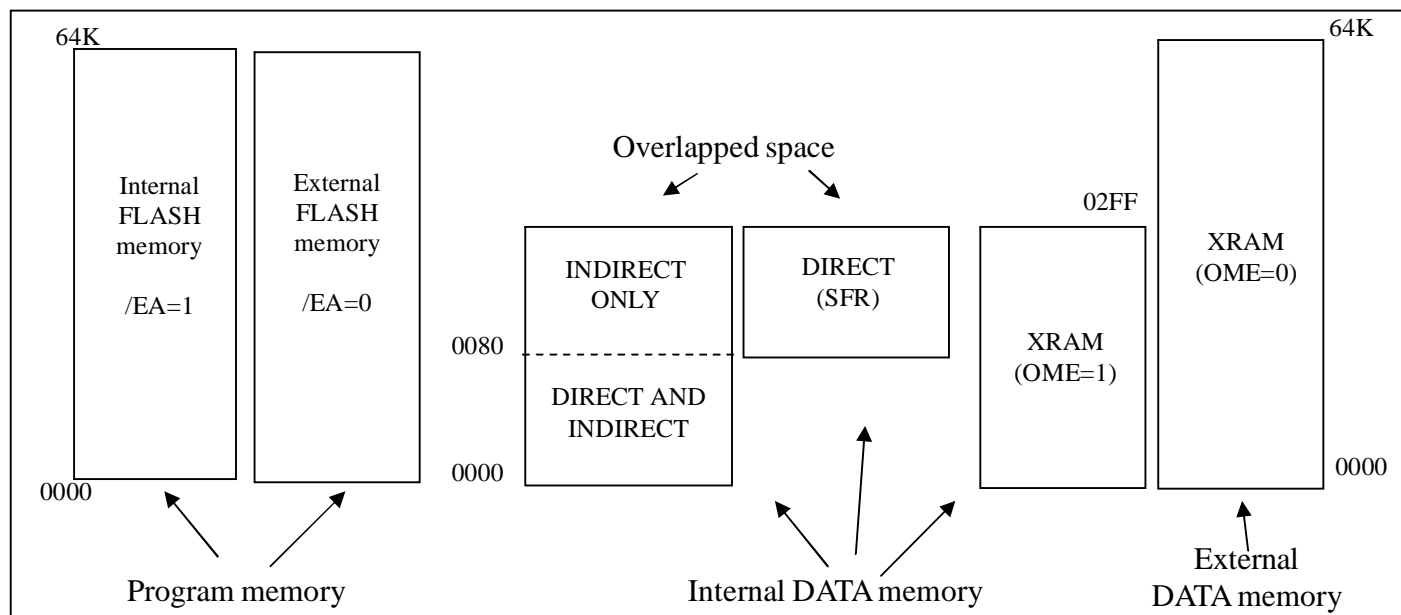 64K
Internal
FLASH
memory
/EA=1
0000
External
FLASH
memory
/EA=0
Program memory
Overlapped space
INDIRECT
ONLY
0080
DIRECT AND
INDIRECT
0000
DIRECT
(SFR)
02FF
XRAM
(OME=1)
Internal DATA memory
64K
XRAM
(OME=0)
0000
External
DATA memory